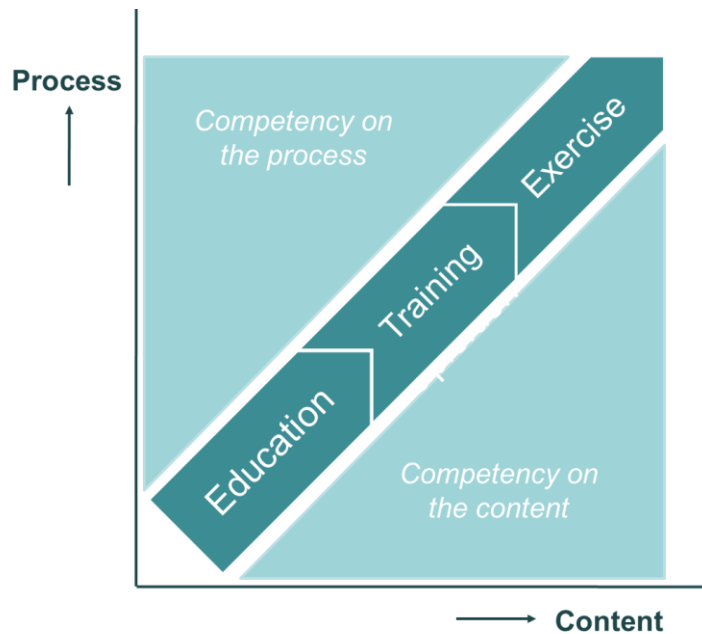 Process
Competency on
the process
Exercise
Training
Education
Competency on
the content
Content